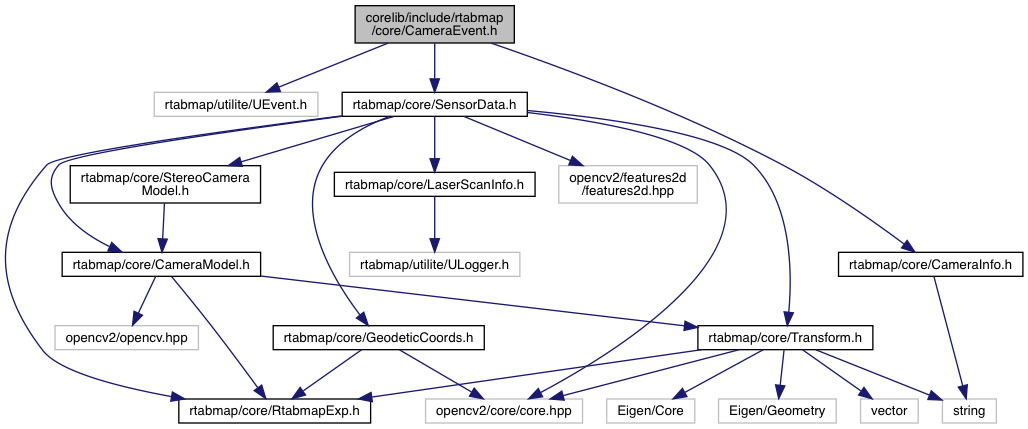 corelib/include/rtabmap
/core/CameraEvent.h
rtabmap/utilite/UEvent.h
rtabmap/core/SensorData.h
rtabmap/core/StereoCamera
Model.h
rtabmap/core/LaserScanInfo.h
opencv2/features2d
/features2d.hpp
rtabmap/core/CameraModel.h
rtabmap/utilite/ULogger.h
rtabmap/core/CameraInfo.h
opencv2/opencv.hpp
rtabmap/core/GeodeticCoords.h
rtabmap/core/Transform.h
rtabmap/core/RtabmapExp.h
opencv2/core/core.hpp
Eigen/Core
Eigen/Geometry
vector
string